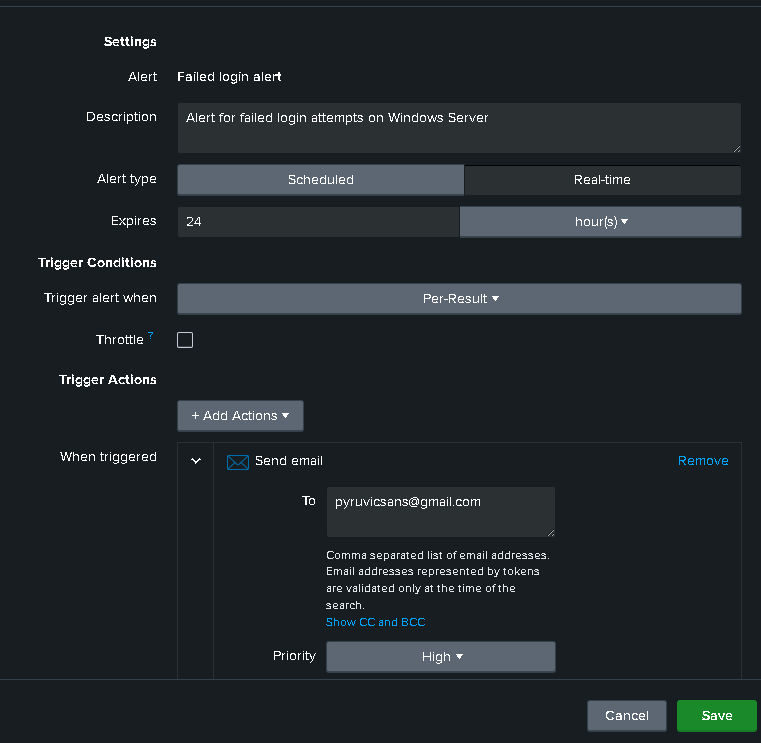 Settings
Alert Failed login alert
Description Alert for failed login attempts on Windows Server
Alert type Scheduled Real-time
Expires 24 hour(s)
Trigger Conditions
Trigger alert when Per-Result
Throttle ?
Trigger Actions
+ Add Actions
When triggered Send email Remove
To pyruvicsans@gmail.com
Comma separated list of email addresses.
Email addresses represented by tokens
are validated only at the time of the
search.
Show CC and BCC
Priority High
Cancel Save